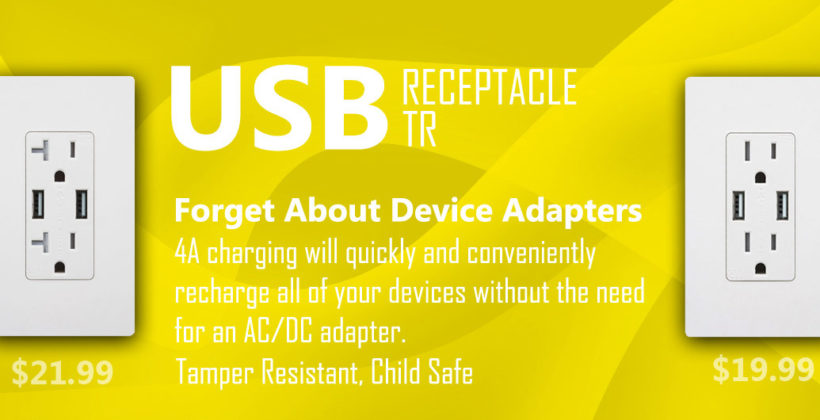 USB RECEPTACLE
TR
Forget About Device Adapters
4A charging will quickly and conveniently
recharge all of your devices without the need
for an AC/DC adapter.
Tamper Resistant, Child Safe
$21.99
$19.99